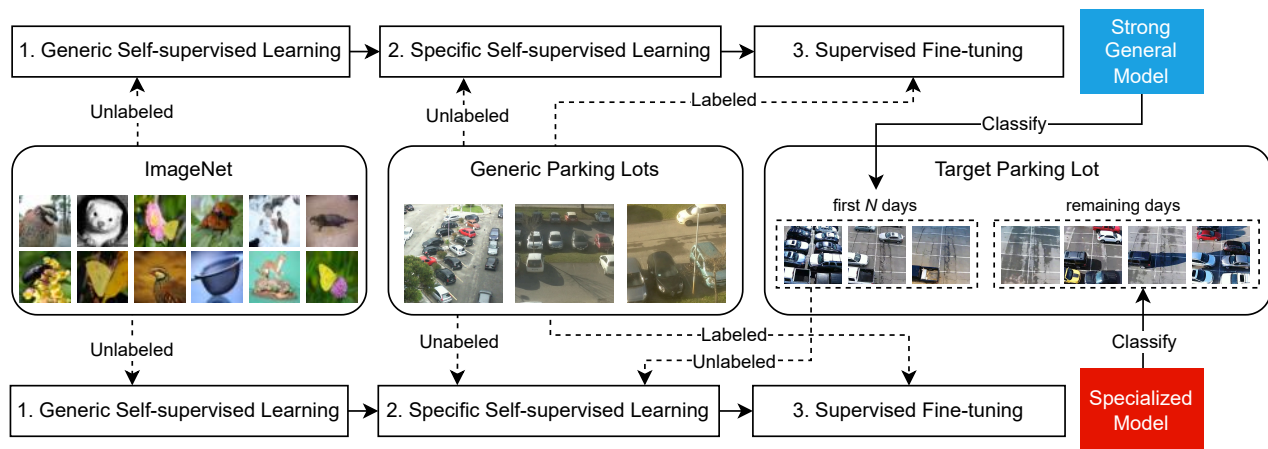 1. Generic Self-supervised Learning
2. Specific Self-supervised Learning
3. Supervised Fine-tuning
Strong
General
Model
Unlabeled
Unlabeled
Labeled
Classify
ImageNet
Generic Parking Lots
Target Parking Lot
first N days
remaining days
Unlabeled
Unabeled
Labeled
Unlabeled
Classify
1. Generic Self-supervised Learning
2. Specific Self-supervised Learning
3. Supervised Fine-tuning
Specialized
Model